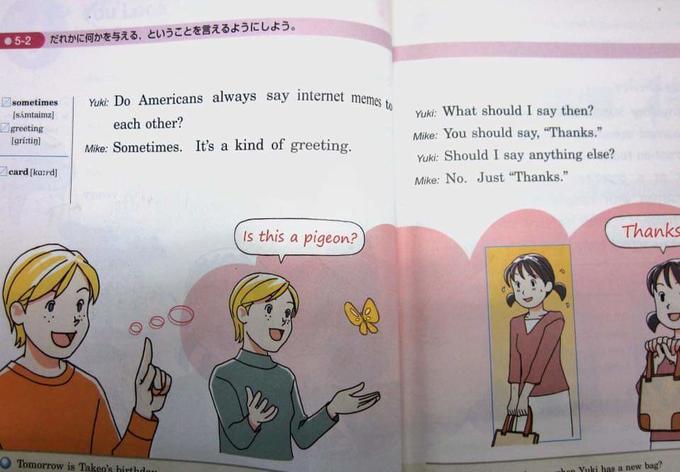 5-2 だれかに何かを与える，ということを言えるようにしよう。
sometimes
[sʌ́mtaimz]
greeting
[gríːtiŋ]
card [kɑːrd]
Yuki: Do Americans always say internet memes to
each other?
Mike: Sometimes. It's a kind of greeting.
Yuki: What should I say then?
Mike: You should say, “Thanks.”
Yuki: Should I say anything else?
Mike: No. Just “Thanks.”
Is this a pigeon?
Thanks
Tomorrow is Takeo's birthday
when Yuki has a new bag?